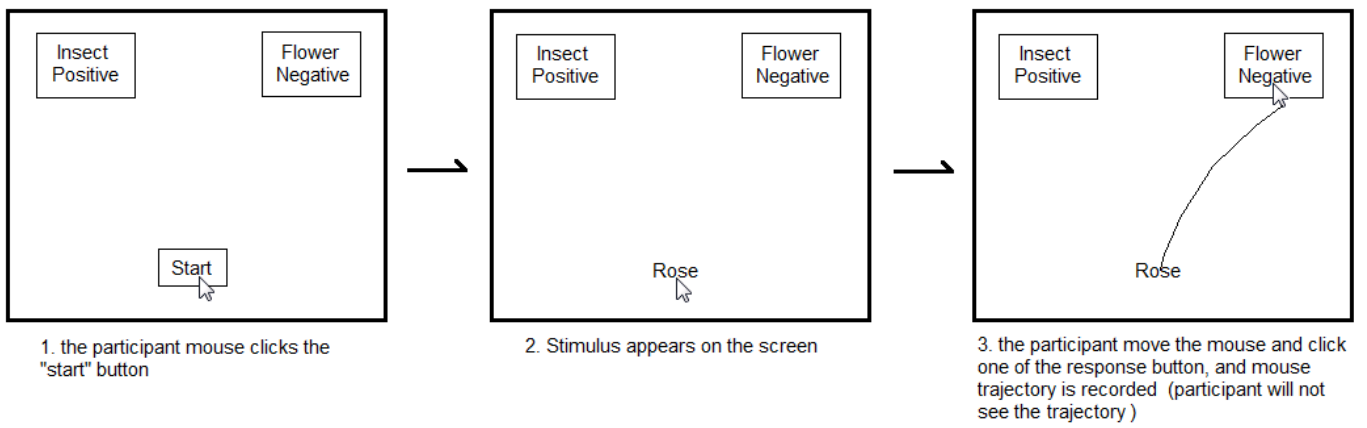 Insect
Positive
Flower
Negative
Start
1. the participant mouse clicks the
"start" button
Insect
Positive
Flower
Negative
Rose
2. Stimulus appears on the screen
Insect
Positive
Flower
Negative
Rose
3. the participant move the mouse and click
one of the response button, and mouse
trajectory is recorded (participant will not
see the trajectory )